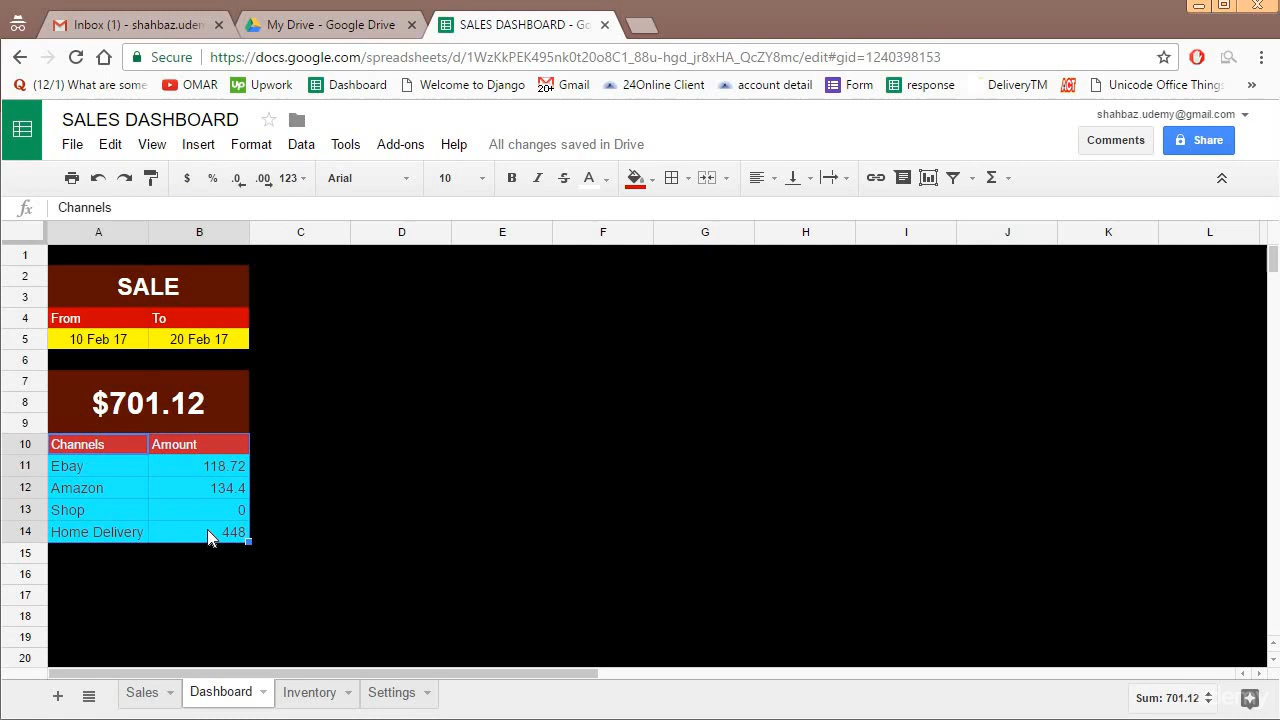 Inbox (1) - shahbaz.udem
My Drive - Google Drive
SALES DASHBOARD - Go
Secure
https://docs.google.com/spreadsheets/d/1WzKkPEK495nk0t20o8C1_88u-hgd_jr8xHA_QcZY8mc/edit#gid=1240398153
(12/1) What are some
OMAR
Upwork
Dashboard
Welcome to Django
Gmail
24Online Client
account detail
Form
response
DeliveryTM
Unicode Office Things
SALES DASHBOARD
shahbaz.udemy@gmail.com
File Edit View Insert Format Data Tools Add-ons Help All changes saved in Drive
Comments
Share
$ % .0 .00 123 Arial 10 B I S A Σ
fx Channels
A B C D E F G H I J K L
1
2
SALE
3
4 From To
5 10 Feb 17 20 Feb 17
6
7
8 $701.12
9
10 Channels Amount
11 Ebay 118.72
12 Amazon 134.4
13 Shop 0
14 Home Delivery 448
15
16
17
18
19
20
Sales Dashboard Inventory Settings
Sum: 701.12